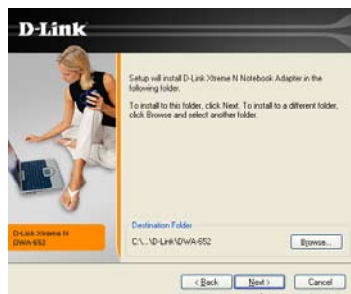 D-Link
Setup will install D-Link Xtreme N Notebook Adapter in the
following folder.
To install to this folder, click Next. To install to a different folder,
click Browse and select another folder.
D-Link Xtreme N
DWA-652
Destination Folder
C:\...\D-Link\DWA-652
Browse...
< Back
Next >
Cancel